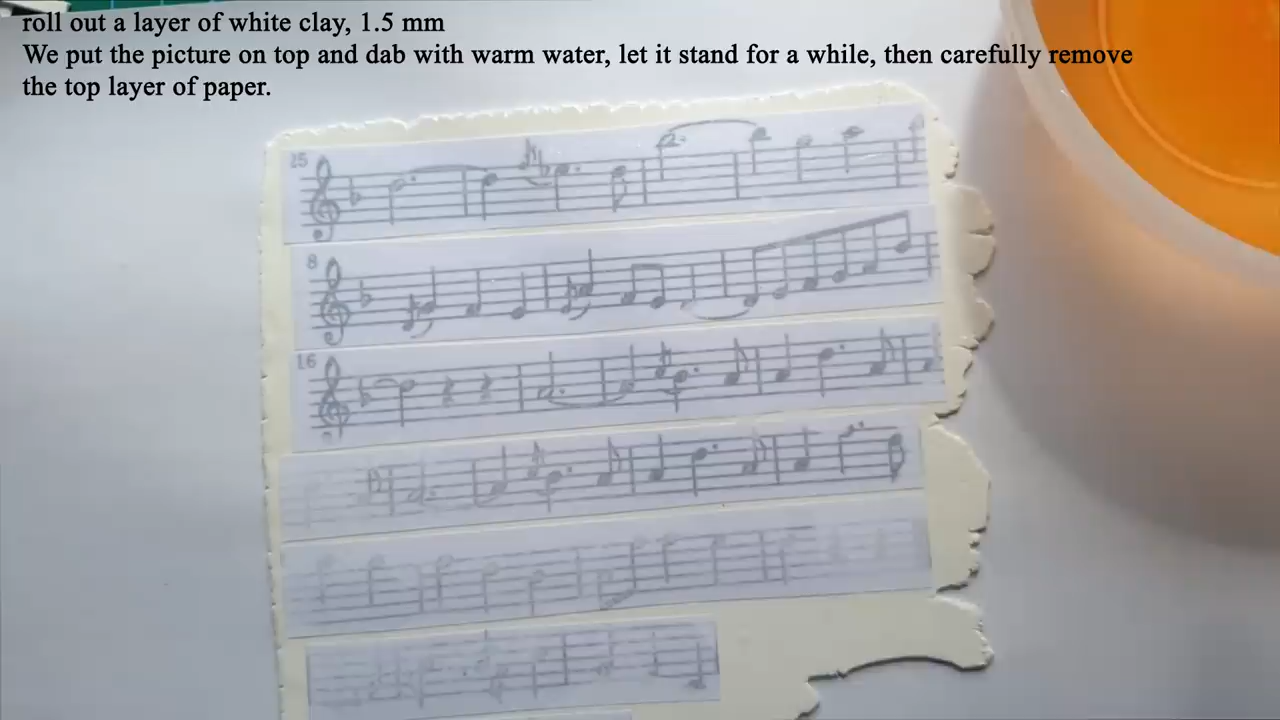 roll out a layer of white clay, 1.5 mm
We put the picture on top and dab with warm water, let it stand for a while, then carefully remove
the top layer of paper.
8
16